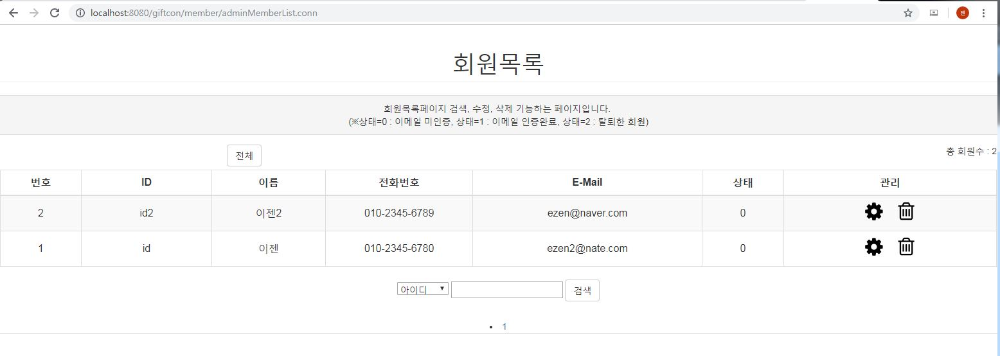 localhost:8080/giftcon/member/adminMemberList.conn
젠
회원목록
회원목록페이지 검색, 수정, 삭제 기능하는 페이지입니다.
(※상태=0 : 이메일 미인증, 상태=1 : 이메일 인증완료, 상태=2 : 탈퇴한 회원)
전체
총 회원수 : 2
번호 ID 이름 전화번호 E-Mail 상태 관리
2 id2 이젠2 010-2345-6789 ezen@naver.com 0
1 id 이젠 010-2345-6780 ezen2@nate.com 0
아이디 검색
1